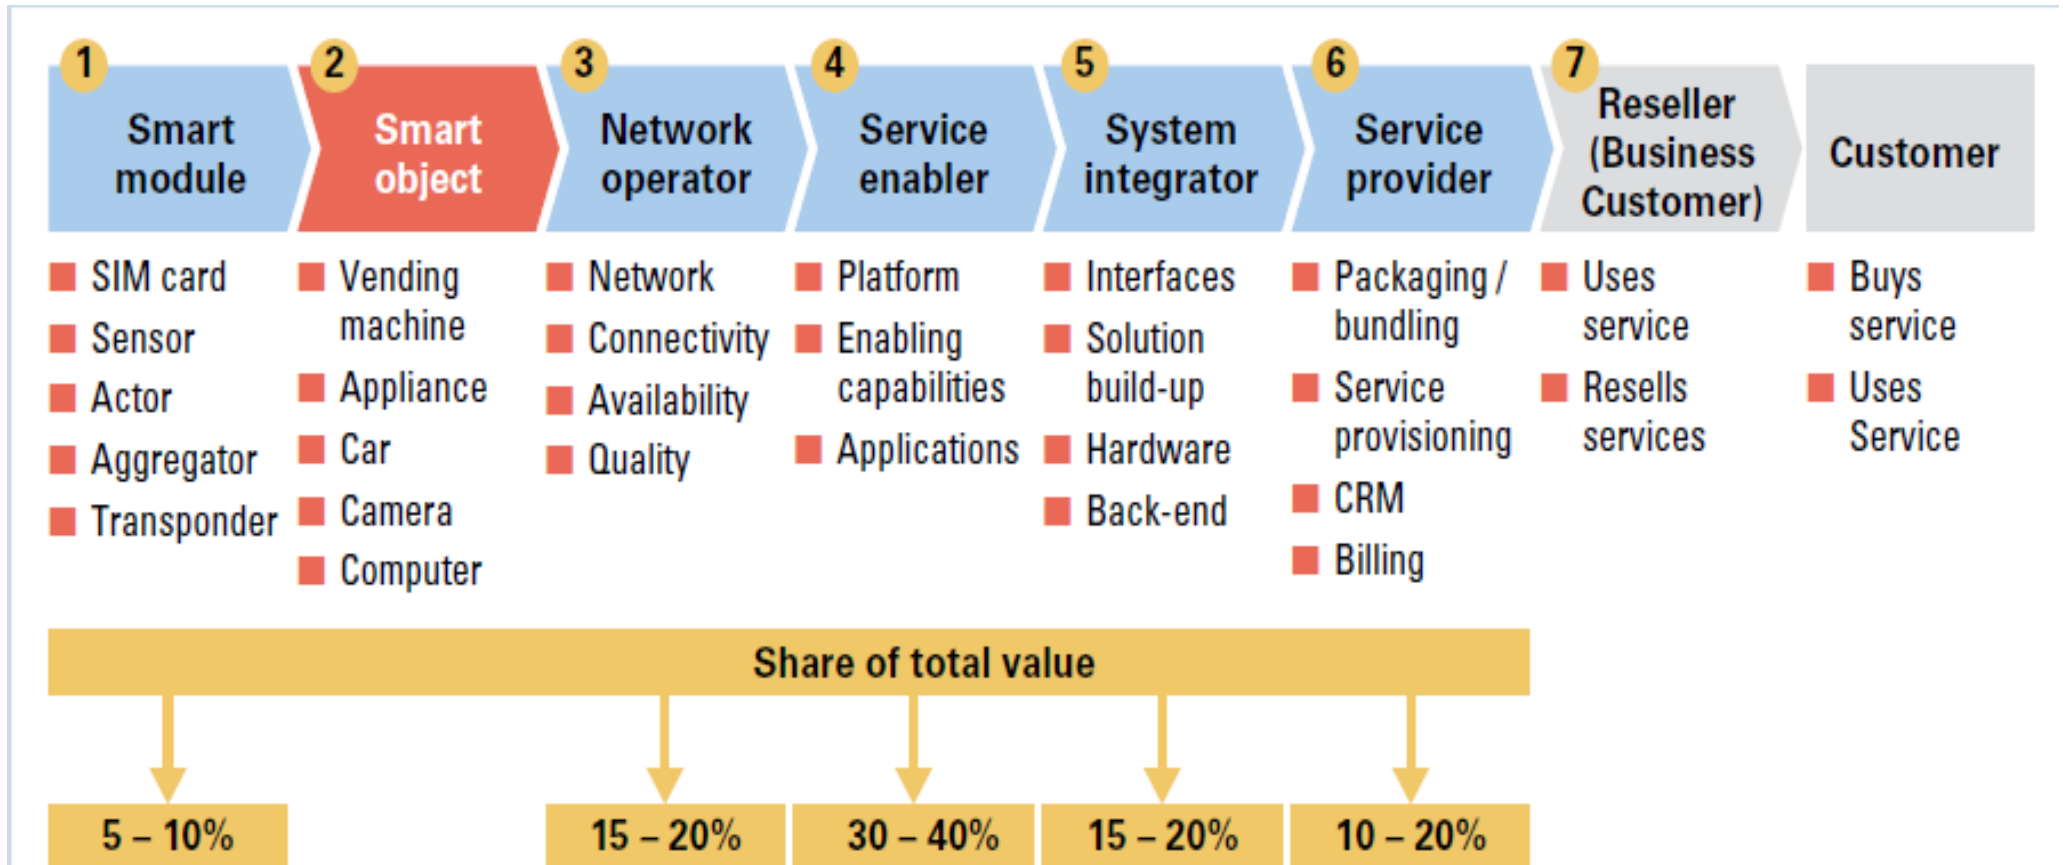 1
Smart
module
2
Smart
object
3
Network
operator
4
Service
enabler
5
System
integrator
6
Service
provider
7
Reseller
(Business
Customer)
Customer
SIM card
Sensor
Actor
Aggregator
Transponder
Vending
machine
Appliance
Car
Camera
Computer
Network
Connectivity
Availability
Quality
Platform
Enabling
capabilities
Applications
Interfaces
Solution
build-up
Hardware
Back-end
Packaging /
bundling
Service
provisioning
CRM
Billing
Uses
service
Resells
services
Buys
service
Uses
Service
Share of total value
5 – 10%
15 – 20%
30 – 40%
15 – 20%
10 – 20%